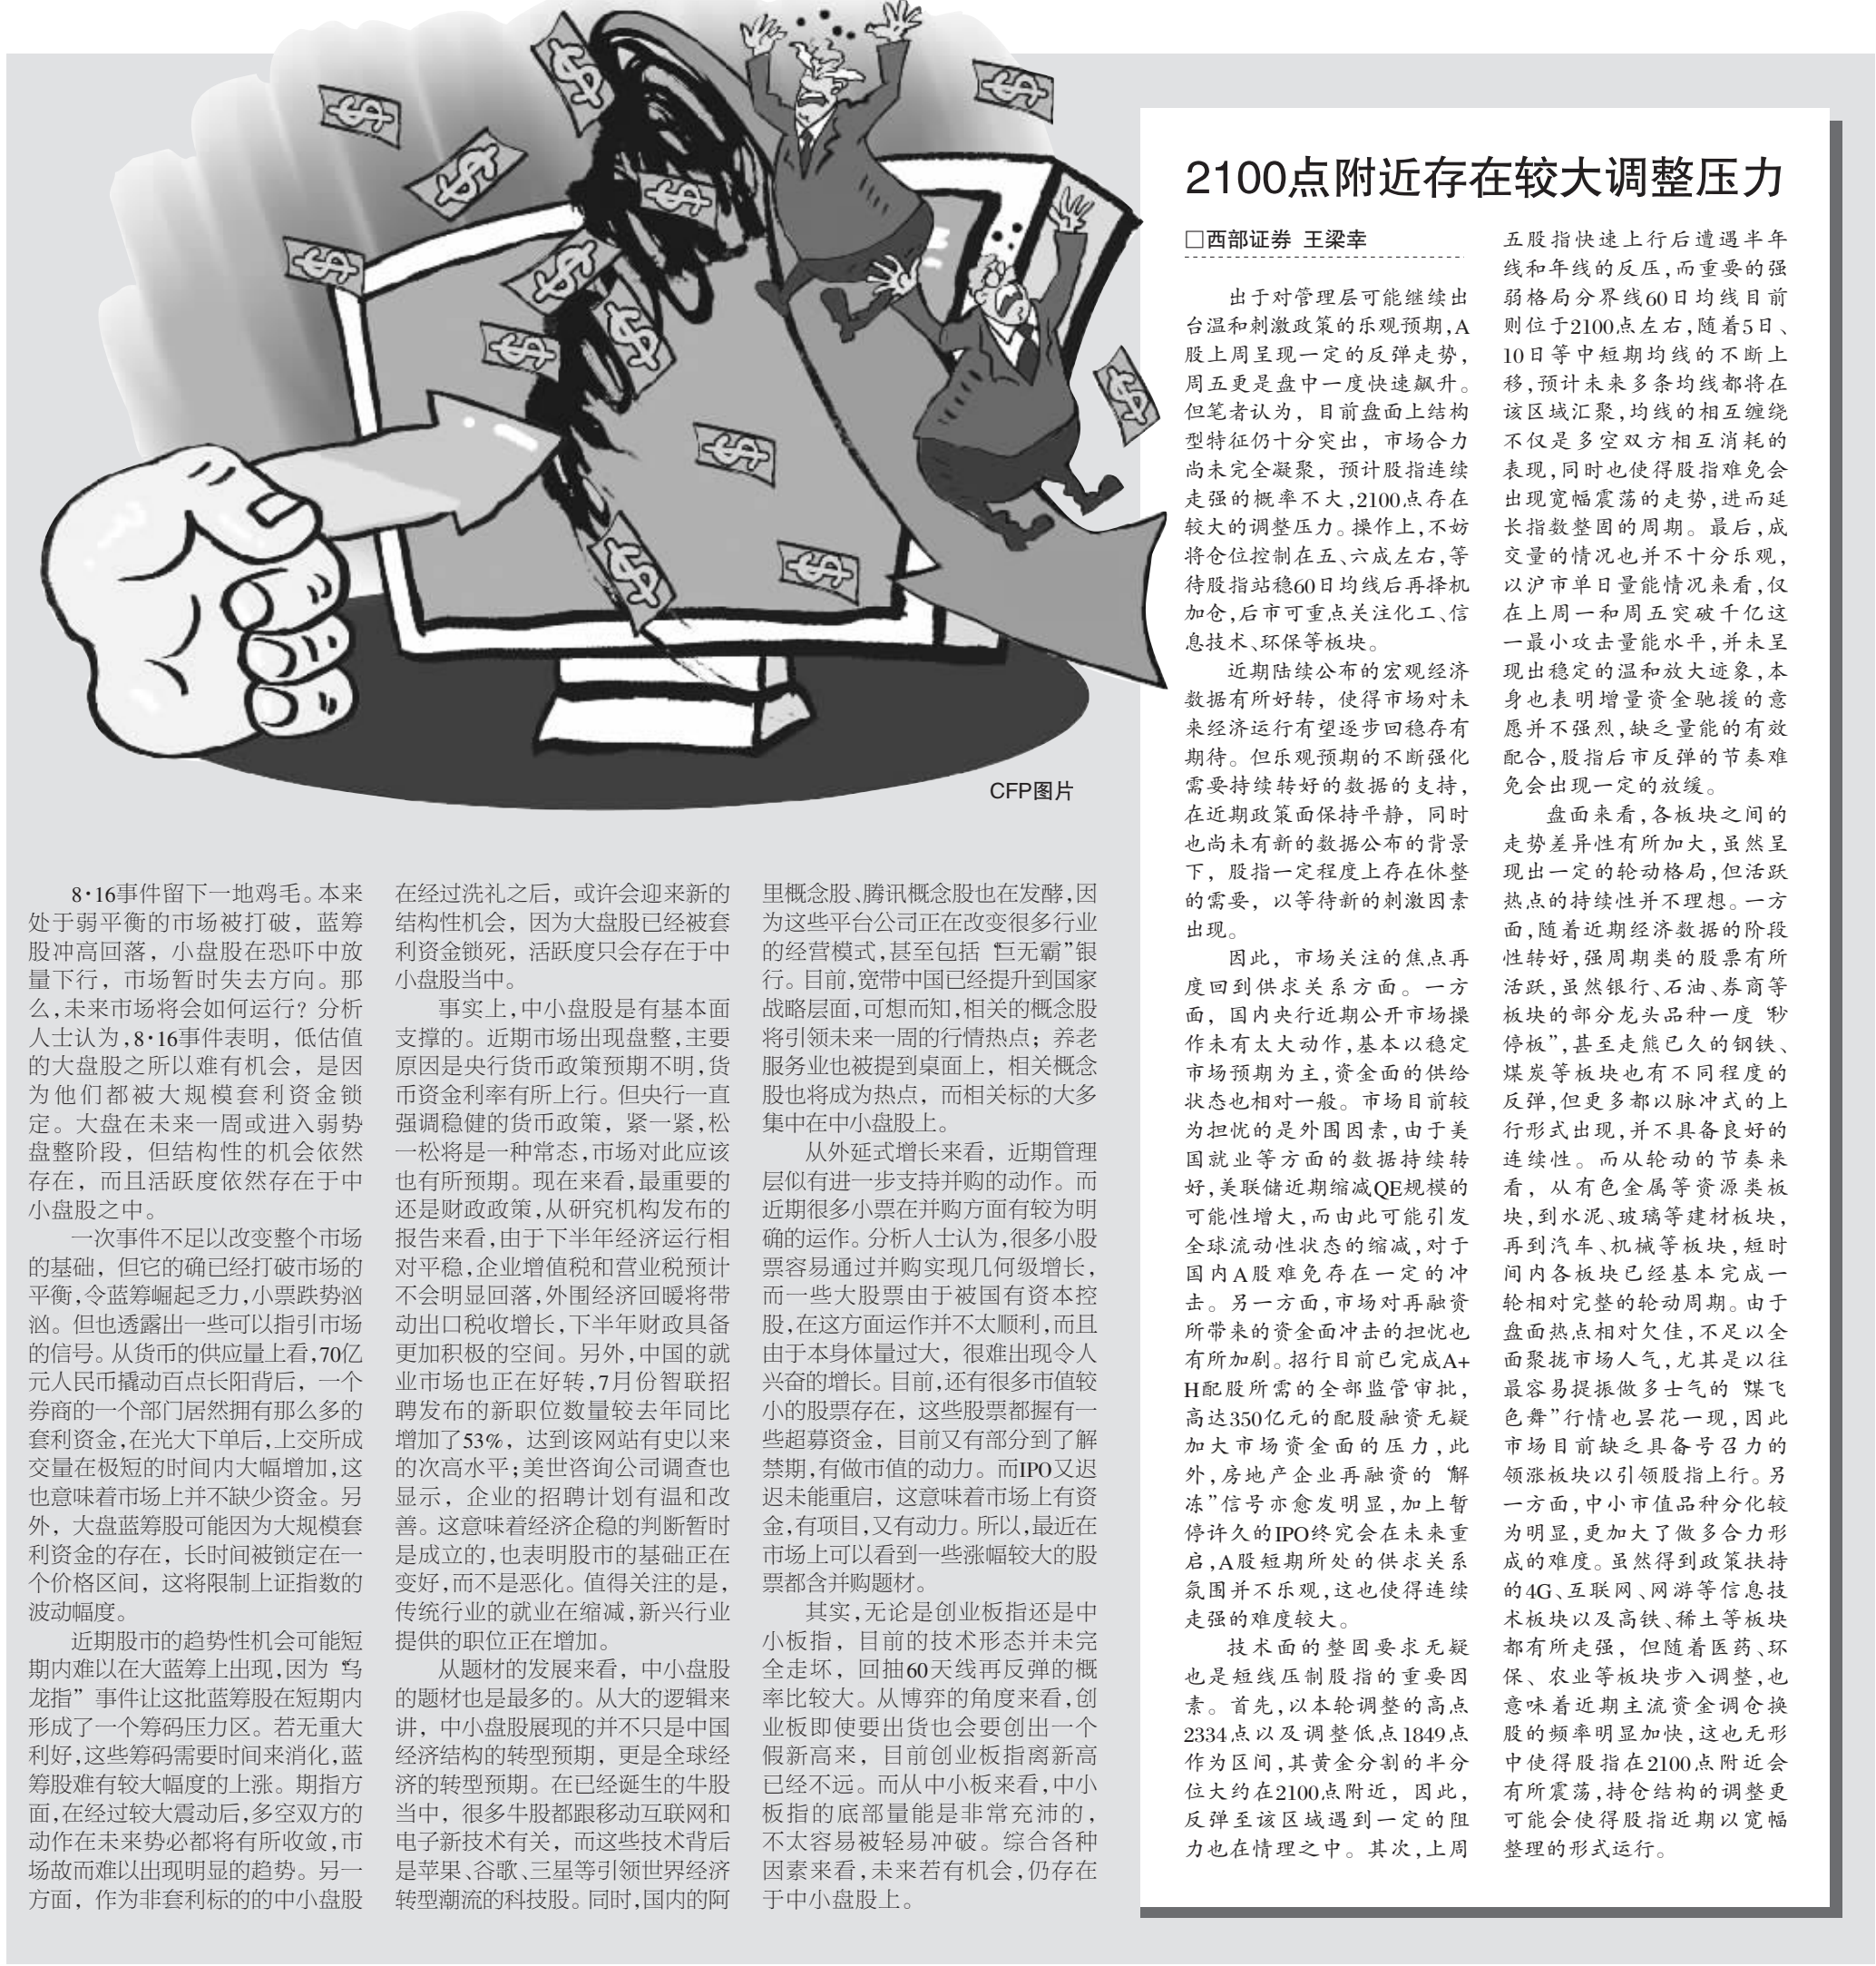 CFP图片
8·16事件留下一地鸡毛。本来
处于弱平衡的市场被打破，蓝筹
股冲高回落，小盘股在恐吓中放
量下行，市场暂时失去方向。那
么，未来市场将会如何运行？分析
人士认为，8·16事件表明，低估值
的大盘股之所以难有机会，是因
为他们都被大规模套利资金锁
定。大盘在未来一周或进入弱势
盘整阶段，但结构性的机会依然
存在，而且活跃度依然存在于中
小盘股之中。
一次事件不足以改变整个市场
的基础，但它的确已经打破市场的
平衡，令蓝筹崛起乏力，小票跌势汹
汹。但也透露出一些可以指引市场
的信号。从货币的供应量上看，70亿
元人民币撬动百点长阳背后，一个
券商的一个部门居然拥有那么多的
套利资金，在光大下单后，上交所成
交量在极短的时间内大幅增加，这
也意味着市场上并不缺少资金。另
外，大盘蓝筹股可能因为大规模套
利资金的存在，长时间被锁定在一
个价格区间，这将限制上证指数的
波动幅度。
近期股市的趋势性机会可能短
期内难以在大蓝筹上出现，因为“乌
龙指”事件让这批蓝筹股在短期内
形成了一个筹码压力区。若无重大
利好，这些筹码需要时间来消化，蓝
筹股难有较大幅度的上涨。期指方
面，在经过较大震动后，多空双方的
动作在未来势必都将有所收敛，市
场故而难以出现明显的趋势。另一
方面，作为非套利标的的中小盘股
在经过洗礼之后，或许会迎来新的
结构性机会，因为大盘股已经被套
利资金锁死，活跃度只会存在于中
小盘股当中。
事实上，中小盘股是有基本面
支撑的。近期市场出现盘整，主要
原因是央行货币政策预期不明，货
币资金利率有所上行。但央行一直
强调稳健的货币政策，紧一紧，松
一松将是一种常态，市场对此应该
也有所预期。现在来看，最重要的
还是财政政策，从研究机构发布的
报告来看，由于下半年经济运行相
对平稳，企业增值税和营业税预计
不会明显回落，外围经济回暖将带
动出口税收增长，下半年财政具备
更加积极的空间。另外，中国的就
业市场也正在好转，7月份智联招
聘发布的新职位数量较去年同比
增加了53%，达到该网站有史以来
的次高水平；美世咨询公司调查也
显示，企业的招聘计划有温和改
善。这意味着经济企稳的判断暂时
是成立的，也表明股市的基础正在
变好，而不是恶化。值得关注的是，
传统行业的就业在缩减，新兴行业
提供的职位正在增加。
从题材的发展来看，中小盘股
的题材也是最多的。从大的逻辑来
讲，中小盘股展现的并不只是中国
经济结构的转型预期，更是全球经
济的转型预期。在已经诞生的牛股
当中，很多牛股都跟移动互联网和
电子新技术有关，而这些技术背后
是苹果、谷歌、三星等引领世界经济
转型潮流的科技股。同时，国内的阿
里概念股、腾讯概念股也在发酵，因
为这些平台公司正在改变很多行业
的经营模式，甚至包括“巨无霸”银
行。目前，宽带中国已经提升到国家
战略层面，可想而知，相关的概念股
将引领未来一周的行情热点；养老
服务业也被提到桌面上，相关概念
股也将成为热点，而相关标的大多
集中在中小盘股上。
从外延式增长来看，近期管理
层似有进一步支持并购的动作。而
近期很多小票在并购方面有较为明
确的运作。分析人士认为，很多小股
票容易通过并购实现几何级增长，
而一些大股票由于被国有资本控
股，在这方面运作并不太顺利，而且
由于本身体量过大，很难出现令人
兴奋的增长。目前，还有很多市值较
小的股票存在，这些股票都握有一
些超募资金，目前又有部分到了解
禁期，有做市值的动力。而IPO又迟
迟未能重启，这意味着市场上有资
金，有项目，又有动力。所以，最近在
市场上可以看到一些涨幅较大的股
票都含并购题材。
其实，无论是创业板指还是中
小板指，目前的技术形态并未完
全走坏，回抽60天线再反弹的概
率比较大。从博弈的角度来看，创
业板即使要出货也会要创出一个
假新高来，目前创业板指离新高
已经不远。而从中小板来看，中小
板指的底部量能是非常充沛的，
不太容易被轻易冲破。综合各种
因素来看，未来若有机会，仍存在
于中小盘股上。
2100点附近存在较大调整压力
□西部证券 王梁幸
出于对管理层可能继续出
台温和刺激政策的乐观预期，A
股上周呈现一定的反弹走势，
周五更是盘中一度快速飙升。
但笔者认为，目前盘面上结构
型特征仍十分突出，市场合力
尚未完全凝聚，预计股指连续
走强的概率不大，2100点存在
较大的调整压力。操作上，不妨
将仓位控制在五、六成左右，等
待股指站稳60日均线后再择机
加仓，后市可重点关注化工、信
息技术、环保等板块。
近期陆续公布的宏观经济
数据有所好转，使得市场对未
来经济运行有望逐步回稳存有
期待。但乐观预期的不断强化
需要持续转好的数据的支持，
在近期政策面保持平静，同时
也尚未有新的数据公布的背景
下，股指一定程度上存在休整
的需要，以等待新的刺激因素
出现。
因此，市场关注的焦点再
度回到供求关系方面。一方
面，国内央行近期公开市场操
作未有太大动作，基本以稳定
市场预期为主，资金面的供给
状态也相对一般。市场目前较
为担忧的是外围因素，由于美
国就业等方面的数据持续转
好，美联储近期缩减QE规模的
可能性增大，而由此可能引发
全球流动性状态的缩减，对于
国内A股难免存在一定的冲
击。另一方面，市场对再融资
所带来的资金面冲击的担忧也
有所加剧。招行目前已完成A+
H配股所需的全部监管审批，
高达350亿元的配股融资无疑
加大市场资金面的压力，此
外，房地产企业再融资的“解
冻”信号亦愈发明显，加上暂
停许久的IPO终究会在未来重
启，A股短期所处的供求关系
氛围并不乐观，这也使得连续
走强的难度较大。
技术面的整固要求无疑
也是短线压制股指的重要因
素。首先，以本轮调整的高点
2334点以及调整低点1849点
作为区间，其黄金分割的半分
位大约在2100点附近，因此，
反弹至该区域遇到一定的阻
力也在情理之中。其次，上周
五股指快速上行后遭遇半年
线和年线的反压，而重要的强
弱格局分界线60日均线目前
则位于2100点左右，随着5日、
10日等中短期均线的不断上
移，预计未来多条均线都将在
该区域汇聚，均线的相互缠绕
不仅是多空双方相互消耗的
表现，同时也使得股指难免会
出现宽幅震荡的走势，进而延
长指数整固的周期。最后，成
交量的情况也并不十分乐观，
以沪市单日量能情况来看，仅
在上周一和周五突破千亿这
一最小攻击量能水平，并未呈
现出稳定的温和放大迹象，本
身也表明增量资金驰援的意
愿并不强烈，缺乏量能的有效
配合，股指后市反弹的节奏难
免会出现一定的放缓。
盘面来看，各板块之间的
走势差异性有所加大，虽然呈
现出一定的轮动格局，但活跃
热点的持续性并不理想。一方
面，随着近期经济数据的阶段
性转好，强周期类的股票有所
活跃，虽然银行、石油、券商等
板块的部分龙头品种一度“秒
停板”，甚至走熊已久的钢铁、
煤炭等板块也有不同程度的
反弹，但更多都以脉冲式的上
行形式出现，并不具备良好的
连续性。而从轮动的节奏来
看，从有色金属等资源类板
块，到水泥、玻璃等建材板块，
再到汽车、机械等板块，短时
间内各板块已经基本完成一
轮相对完整的轮动周期。由于
盘面热点相对欠佳，不足以全
面聚拢市场人气，尤其是以往
最容易提振做多士气的“煤飞
色舞”行情也昙花一现，因此
市场目前缺乏具备号召力的
领涨板块以引领股指上行。另
一方面，中小市值品种分化较
为明显，更加大了做多合力形
成的难度。虽然得到政策扶持
的4G、互联网、网游等信息技
术板块以及高铁、稀土等板块
都有所走强，但随着医药、环
保、农业等板块步入调整，也
意味着近期主流资金调仓换
股的频率明显加快，这也无形
中使得股指在2100点附近会
有所震荡，持仓结构的调整更
可能会使得股指近期以宽幅
整理的形式运行。